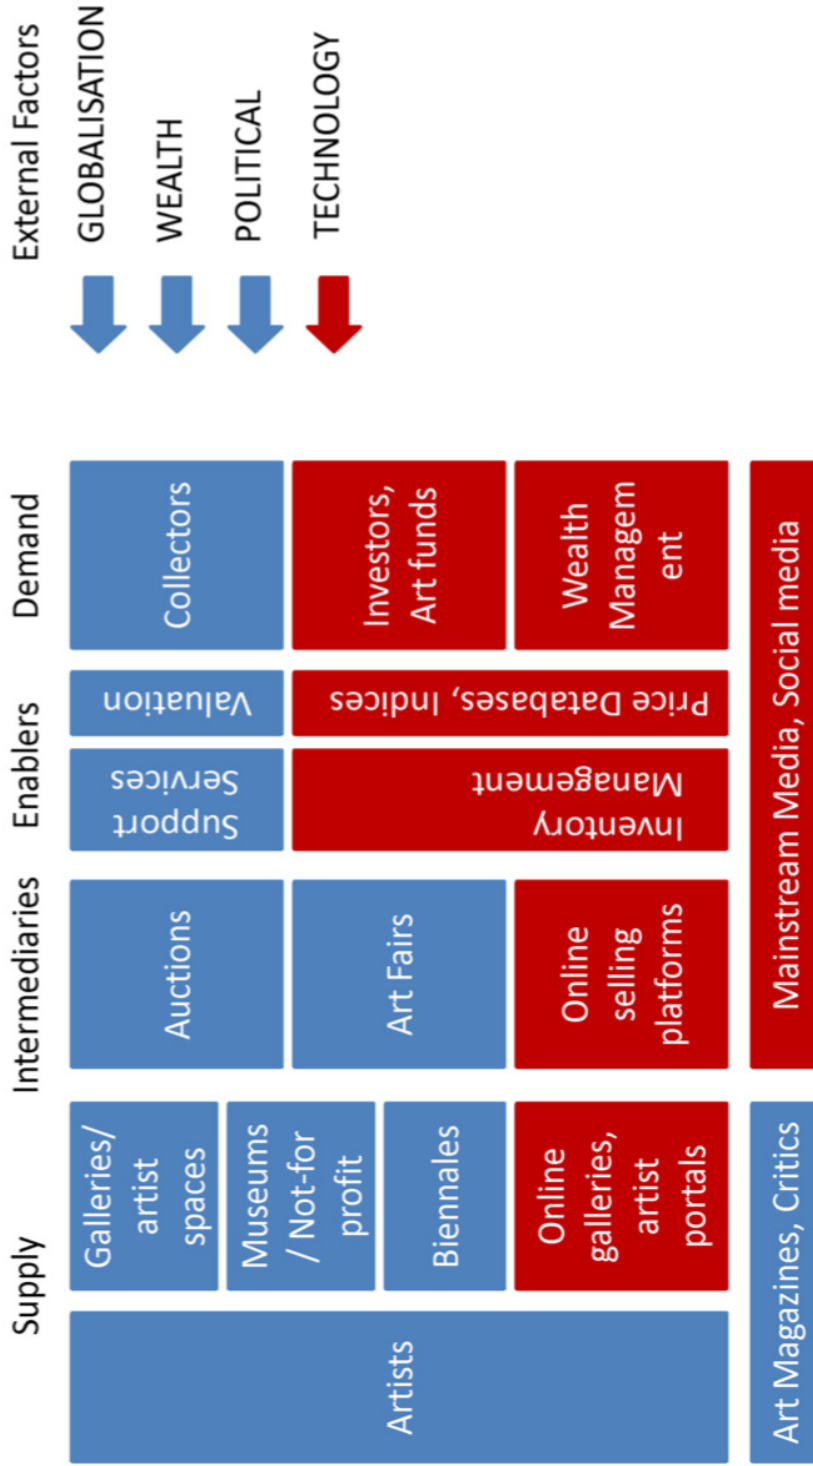 Supply
Intermediaries
Enablers
Demand
External Factors
Artists
Galleries/
artist
spaces
Museums
/ Not-for
profit
Biennales
Online
galleries,
artist
portals
Auctions
Art Fairs
Online
selling
platforms
Support
Services
Valuation
Inventory
Management
Price Databases, Indices
Collectors
Investors,
Art funds
Wealth
Managem
ent
GLOBALISATION
WEALTH
POLITICAL
TECHNOLOGY
Art Magazines, Critics
Mainstream Media, Social media